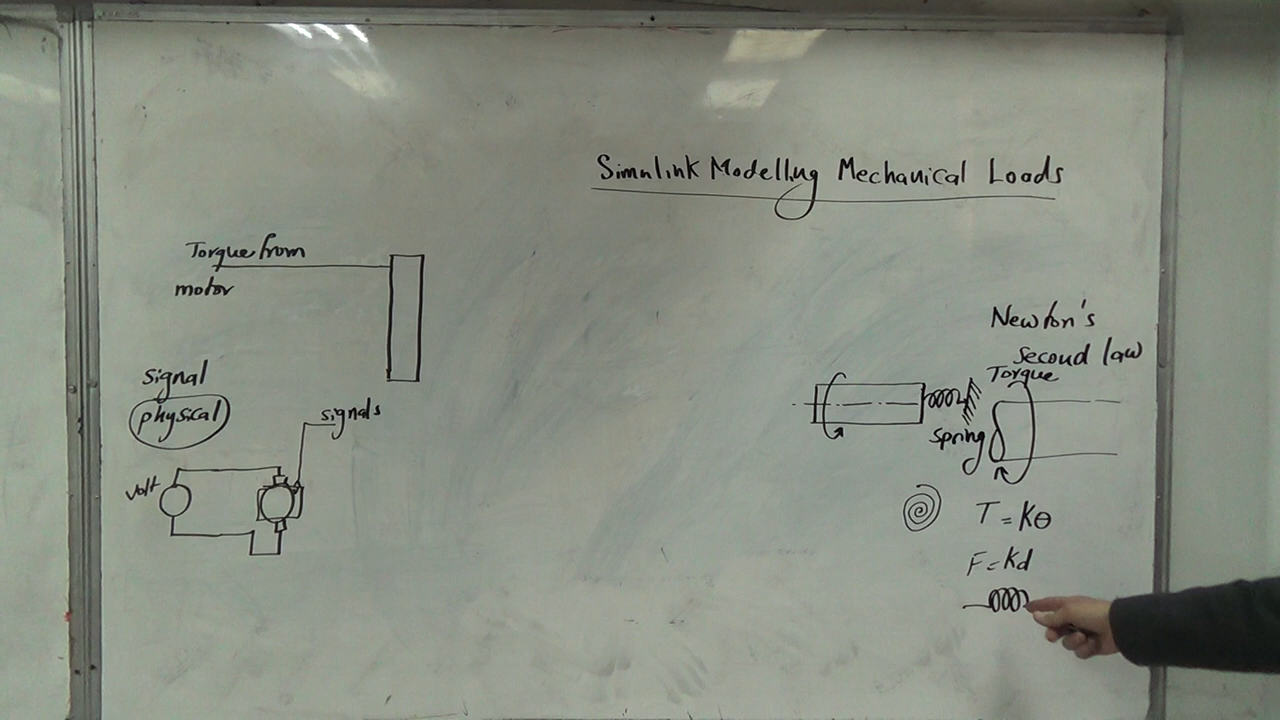 Simulink Modelling Mechanical Loads
Torque from
motor
signal
physical
signals
volt
Newton's
second law
Torque
spring
T = Kθ
F = Kd